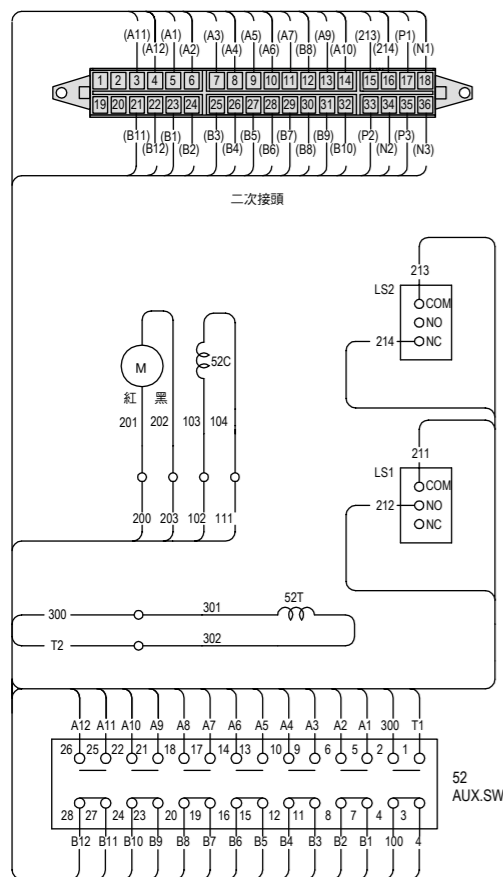 (A11) (A12) (A1) (A2) (A3) (A4) (A5) (A6) (A7) (B8) (A9) (A10) (213) (214) (P1) (N1)
1 2 3 4 5 6 7 8 9 10 11 12 13 14 15 16 17 18
19 20 21 22 23 24 25 26 27 28 29 30 31 32 33 34 35 36
(B11) (B12) (B1) (B2) (B3) (B4) (B5) (B6) (B7) (B8) (B9) (B10) (P2) (N2) (P3) (N3)
二次接頭
213
LS2
COM
NO
214 NC
M
52C
紅 黑
201 202 103 104
211
LS1
COM
212 NO
NC
200 203 102 111
52T
300 301
T2 302
A12 A11 A10 A9 A8 A7 A6 A5 A4 A3 A2 A1 300 T1
26 25 22 21 18 17 14 13 10 9 6 5 2 1
52
AUX.SW
28 27 24 23 20 19 16 15 12 11 8 7 4 3
B12 B11 B10 B9 B8 B7 B6 B5 B4 B3 B2 B1 100 4